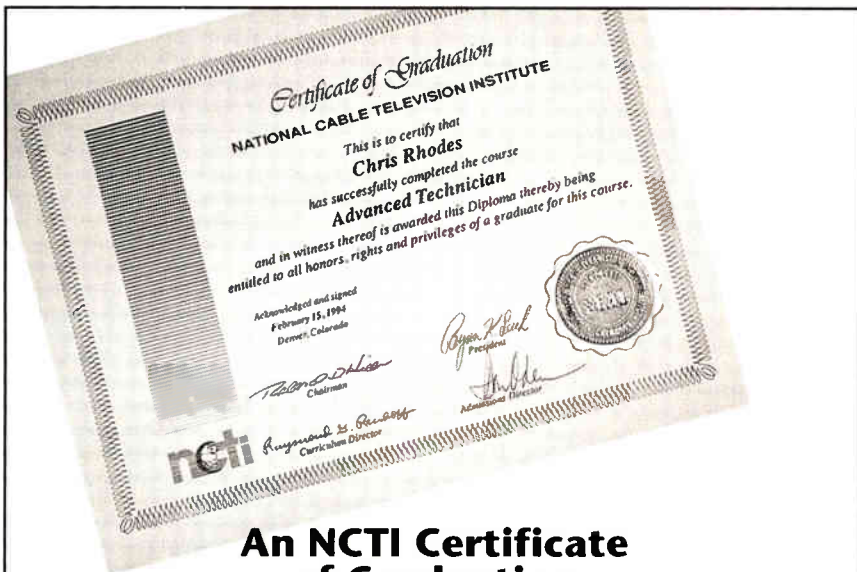 Certificate of Graduation
NATIONAL CABLE TELEVISION INSTITUTE
This is to certify that
Chris Rhodes
has successfully completed the course
Advanced Technician
and in witness thereof is awarded this Diploma thereby being
entitled to all honors, rights and privileges of a graduate for this course.
Acknowledged and signed
February 15, 1994
Denver, Colorado
President
Chairman
Admissions Director
Raymond G.
Curriculum Director
ncti
An NCTI Certificate
of Graduation